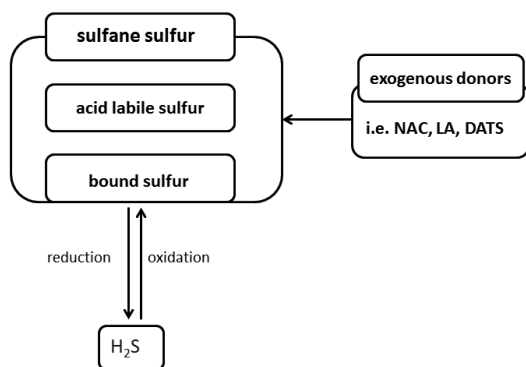 sulfane sulfur
acid labile sulfur
bound sulfur
exogenous donors
i.e. NAC, LA, DATS
reduction
oxidation
H₂S